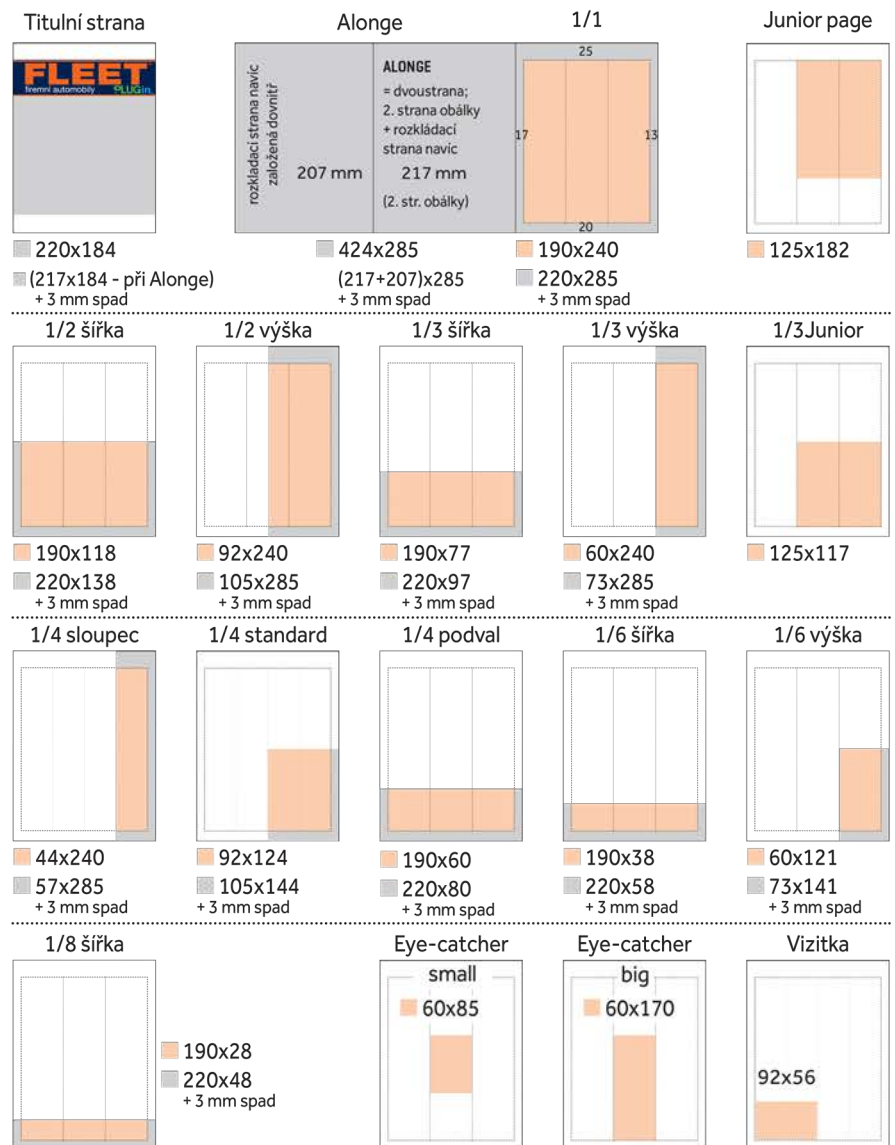 Titulní strana
FLEET
firemní automobily
PLUGin
220x184
(217x184 - při Alonge)
+ 3 mm spad
Alonge
rozkladací strana navíc
založená dovnitř
207 mm
ALONGE
= dvoustrana;
2. strana obálky
+ rozkládací
strana navíc
217 mm
(2. str. obálky)
424x285
(217+207)x285
+ 3 mm spad
1/1
25
17
13
20
190x240
220x285
+ 3 mm spad
Junior page
125x182
1/2 šířka
190x118
220x138
+ 3 mm spad
1/2 výška
92x240
105x285
+ 3 mm spad
1/3 šířka
190x77
220x97
+ 3 mm spad
1/3 výška
60x240
73x285
+ 3 mm spad
1/3Junior
125x117
1/4 sloupec
44x240
57x285
+ 3 mm spad
1/4 standard
92x124
105x144
+ 3 mm spad
1/4 podval
190x60
220x80
+ 3 mm spad
1/6 šířka
190x38
220x58
+ 3 mm spad
1/6 výška
60x121
73x141
+ 3 mm spad
1/8 šířka
190x28
220x48
+ 3 mm spad
Eye-catcher
small
60x85
Eye-catcher
big
60x170
Vizitka
92x56